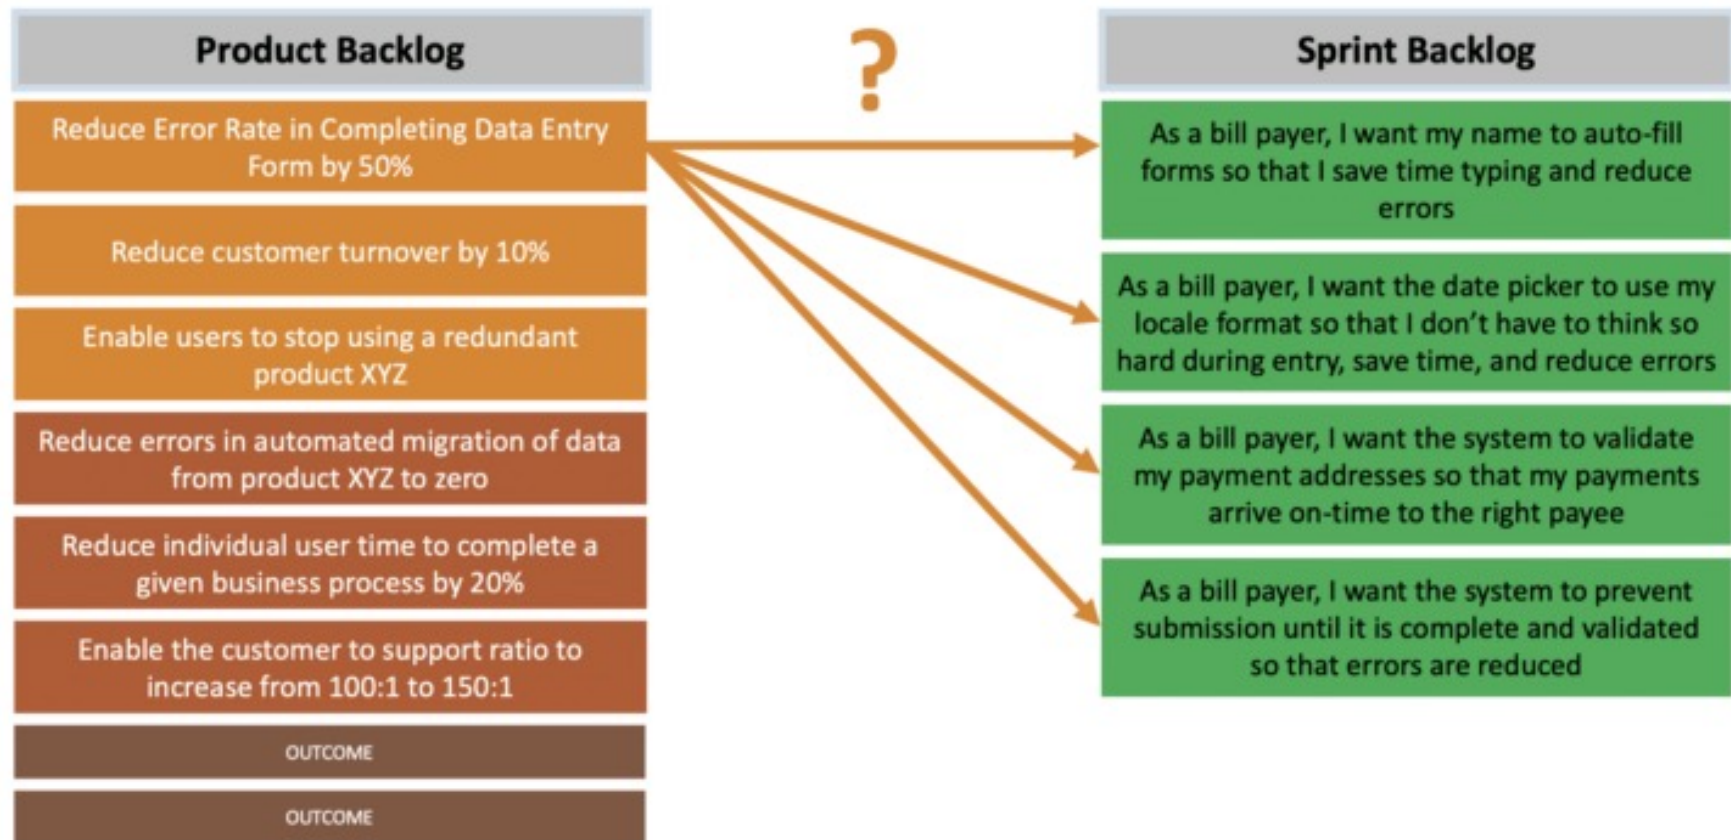 Product Backlog
Reduce Error Rate in Completing Data Entry
Form by 50%
Reduce customer turnover by 10%
Enable users to stop using a redundant
product XYZ
Reduce errors in automated migration of data
from product XYZ to zero
Reduce individual user time to complete a
given business process by 20%
Enable the customer to support ratio to
increase from 100:1 to 150:1
OUTCOME
OUTCOME
?
Sprint Backlog
As a bill payer, I want my name to auto-fill
forms so that I save time typing and reduce
errors
As a bill payer, I want the date picker to use my
locale format so that I don’t have to think so
hard during entry, save time, and reduce errors
As a bill payer, I want the system to validate
my payment addresses so that my payments
arrive on-time to the right payee
As a bill payer, I want the system to prevent
submission until it is complete and validated
so that errors are reduced